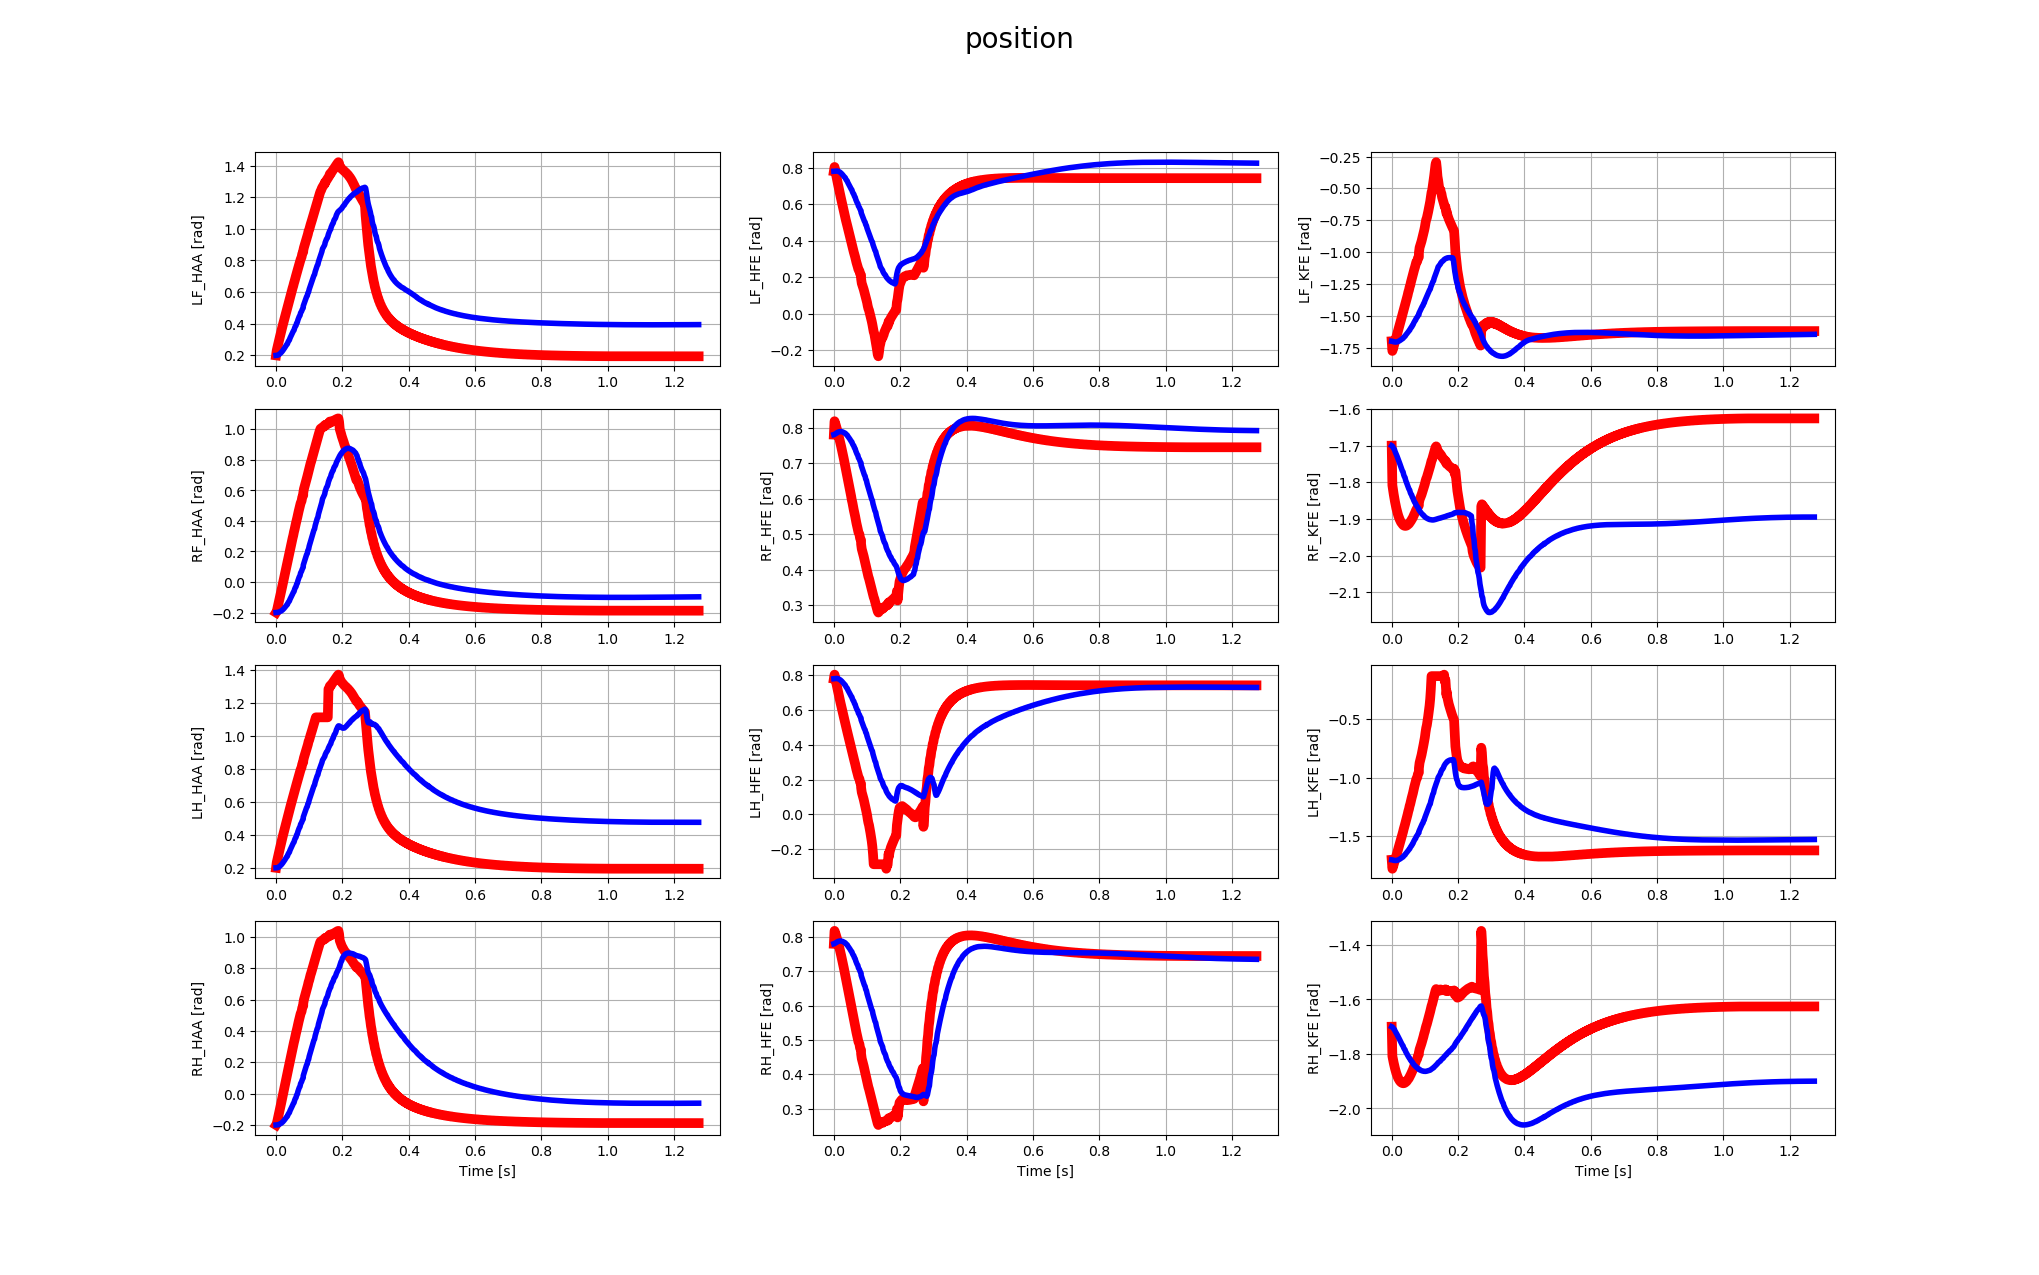 position
LF_HAA [rad]
1.4
1.2
1.0
0.8
0.6
0.4
0.2
0.0 0.2 0.4 0.6 0.8 1.0 1.2
LF_HFE [rad]
0.8
0.6
0.4
0.2
0.0
−0.2
0.0 0.2 0.4 0.6 0.8 1.0 1.2
LF_KFE [rad]
−0.25
−0.50
−0.75
−1.00
−1.25
−1.50
−1.75
0.0 0.2 0.4 0.6 0.8 1.0 1.2
RF_HAA [rad]
1.0
0.8
0.6
0.4
0.2
0.0
−0.2
0.0 0.2 0.4 0.6 0.8 1.0 1.2
RF_HFE [rad]
0.8
0.7
0.6
0.5
0.4
0.3
0.0 0.2 0.4 0.6 0.8 1.0 1.2
RF_KFE [rad]
−1.6
−1.7
−1.8
−1.9
−2.0
−2.1
0.0 0.2 0.4 0.6 0.8 1.0 1.2
LH_HAA [rad]
1.4
1.2
1.0
0.8
0.6
0.4
0.2
0.0 0.2 0.4 0.6 0.8 1.0 1.2
LH_HFE [rad]
0.8
0.6
0.4
0.2
0.0
−0.2
0.0 0.2 0.4 0.6 0.8 1.0 1.2
LH_KFE [rad]
−0.5
−1.0
−1.5
0.0 0.2 0.4 0.6 0.8 1.0 1.2
RH_HAA [rad]
1.0
0.8
0.6
0.4
0.2
0.0
−0.2
0.0 0.2 0.4 0.6 0.8 1.0 1.2
Time [s]
RH_HFE [rad]
0.8
0.7
0.6
0.5
0.4
0.3
0.0 0.2 0.4 0.6 0.8 1.0 1.2
Time [s]
RH_KFE [rad]
−1.4
−1.6
−1.8
−2.0
0.0 0.2 0.4 0.6 0.8 1.0 1.2
Time [s]